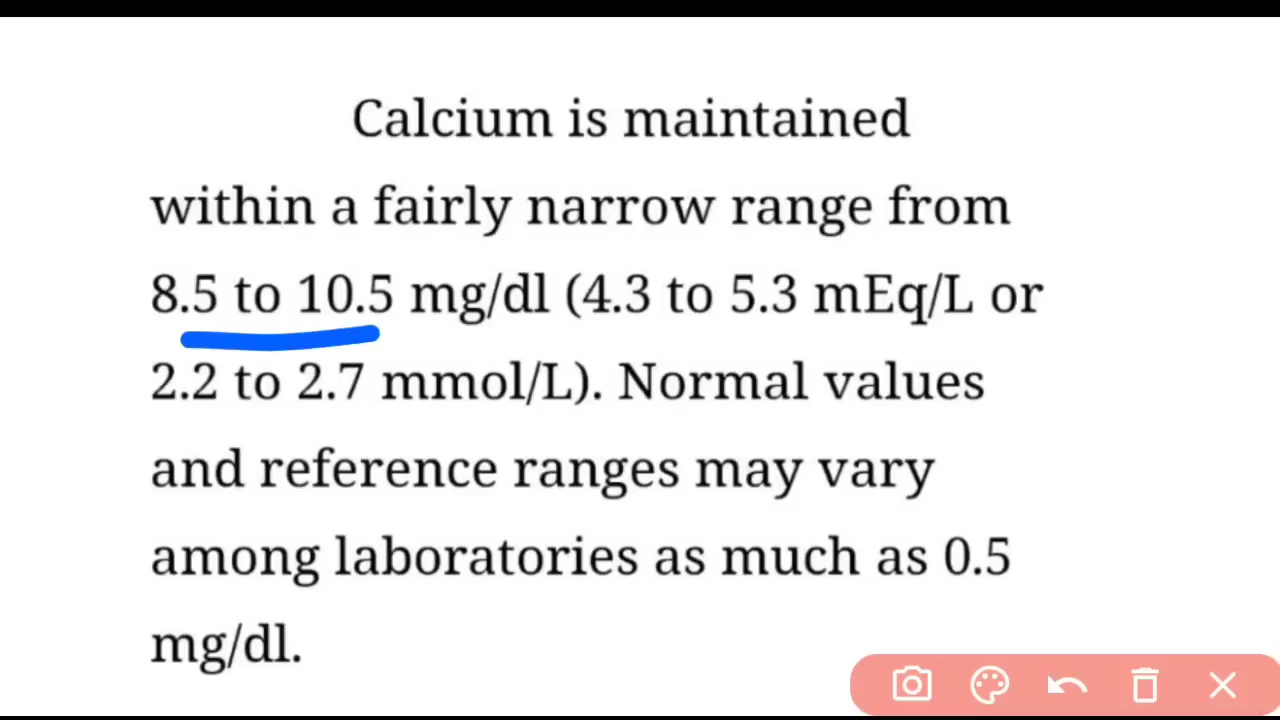 Calcium is maintained
within a fairly narrow range from
8.5 to 10.5 mg/dl (4.3 to 5.3 mEq/L or
2.2 to 2.7 mmol/L). Normal values
and reference ranges may vary
among laboratories as much as 0.5
mg/dl.